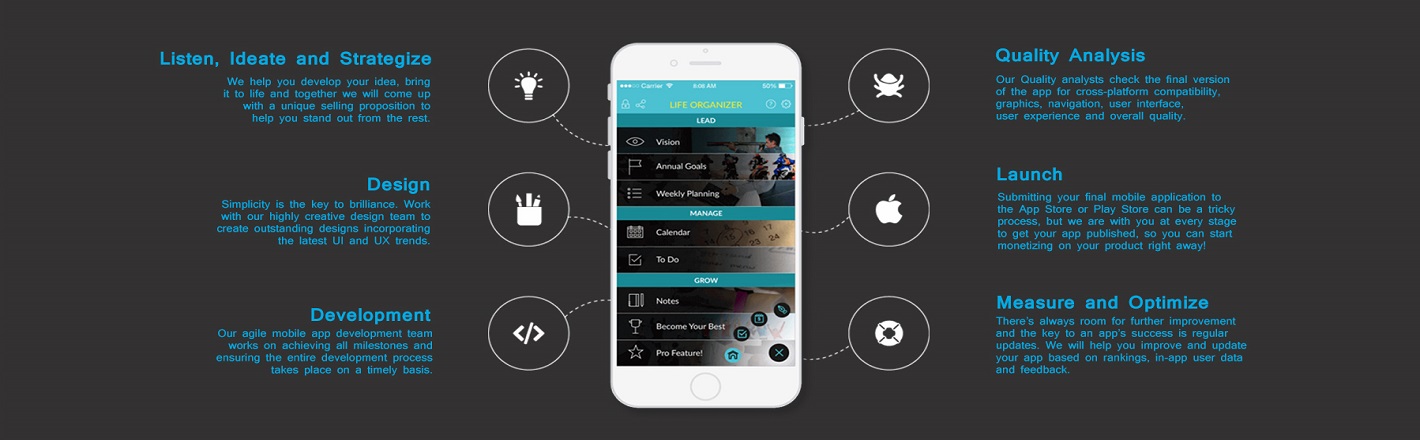 Listen, Ideate and Strategize
We help you develop your idea, bring
it to life and together we will come up
with a unique selling proposition to
help you stand out from the rest.
Design
Simplicity is the key to brilliance. Work
with our highly creative design team to
create outstanding designs incorporating
the latest UI and UX trends.
Development
Our agile mobile app development team
works on achieving all milestones and
ensuring the entire development process
takes place on a timely basis.
Carrier 8:08 AM 50%
LIFE ORGANIZER
LEAD
Vision
Annual Goals
Weekly Planning
MANAGE
Calendar
To Do
GROW
Notes
Become Your Best
Pro Feature!
Quality Analysis
Our Quality analysts check the final version
of the app for cross-platform compatibility,
graphics, navigation, user interface,
user experience and overall quality.
Launch
Submitting your final mobile application to
the App Store or Play Store can be a tricky
process, but we are with you at every stage
to get your app published, so you can start
monetizing on your product right away!
Measure and Optimize
There's always room for further improvement
and the key to an app's success is regular
updates. We will help you improve and update
your app based on rankings, in-app user data
and feedback.